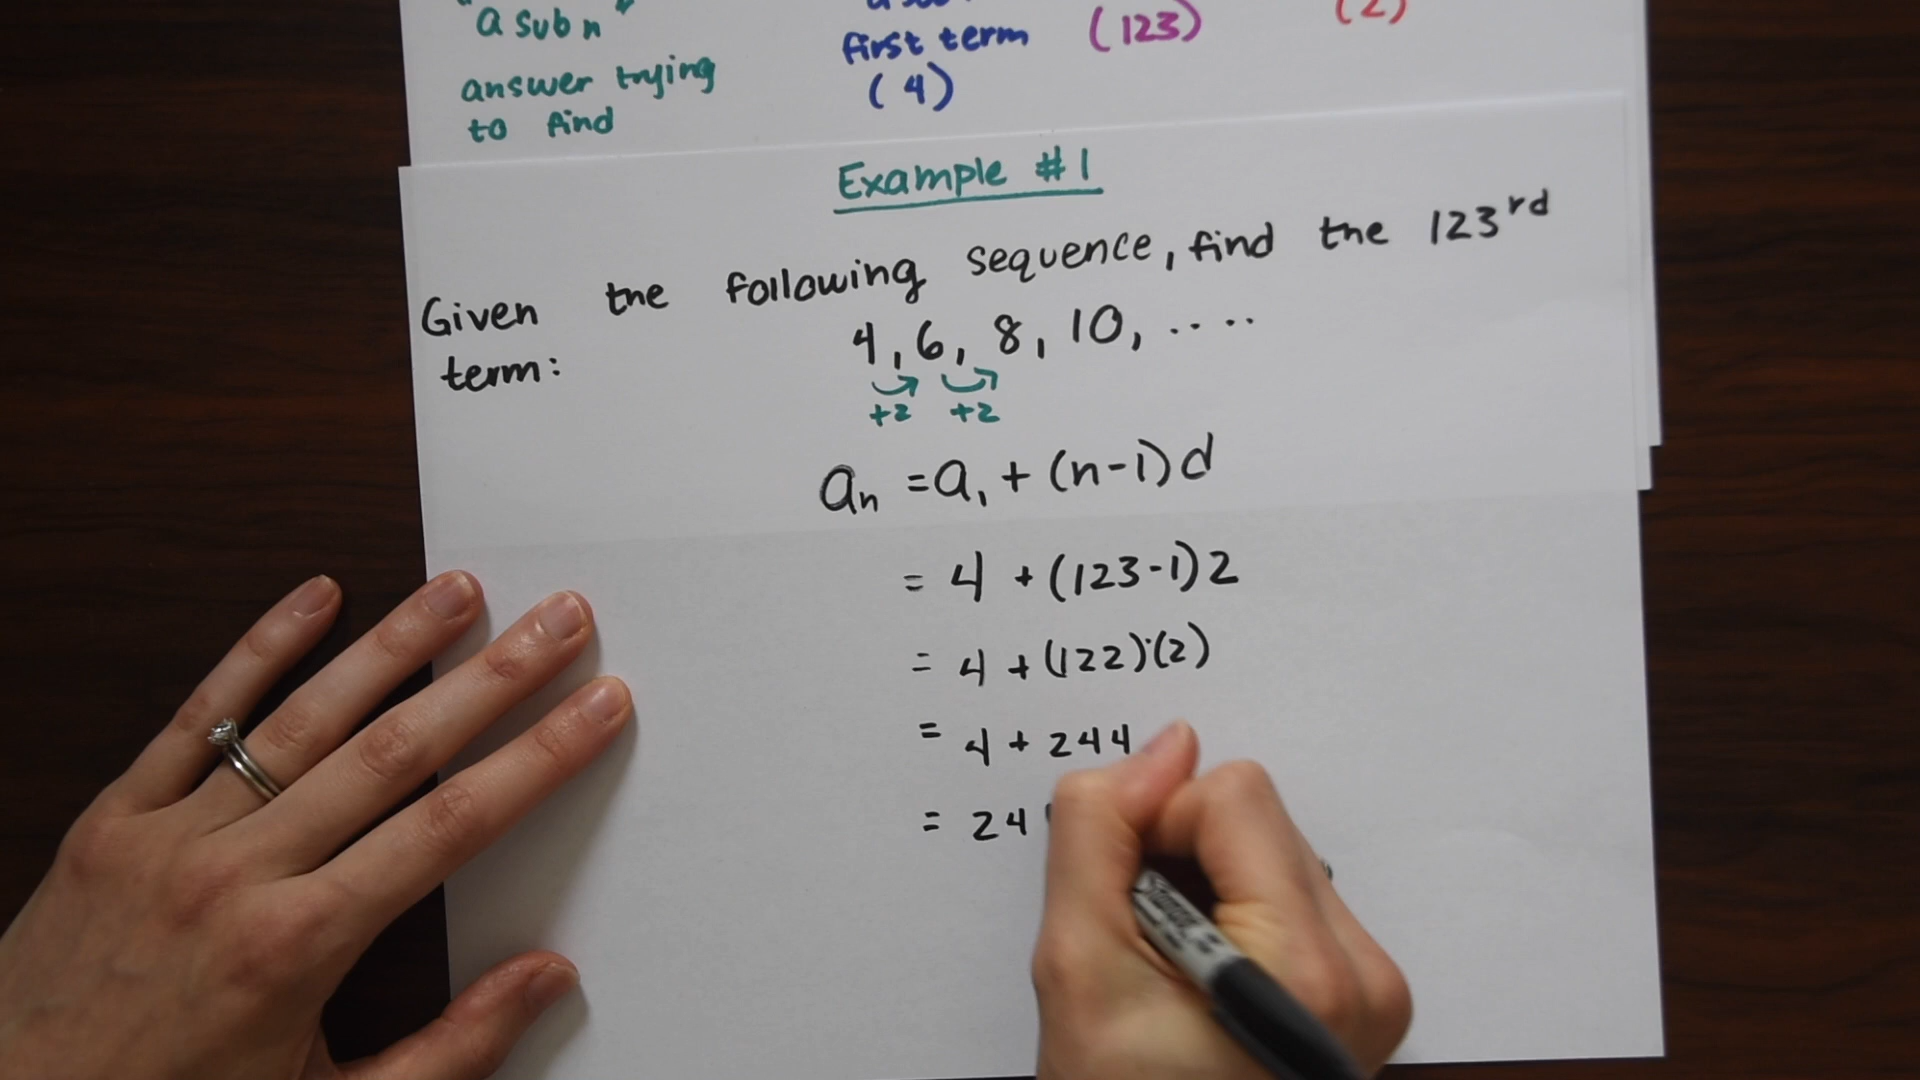 "a sub n"
answer trying
to find
first term
(4)
(123)
(2)
Example #1
Given the following sequence, find the 123rd
term:
4, 6, 8, 10, ....
+2 +2
an = a1 + (n-1)d
= 4 + (123-1)2
= 4 + (122)·(2)
= 4 + 244
= 24